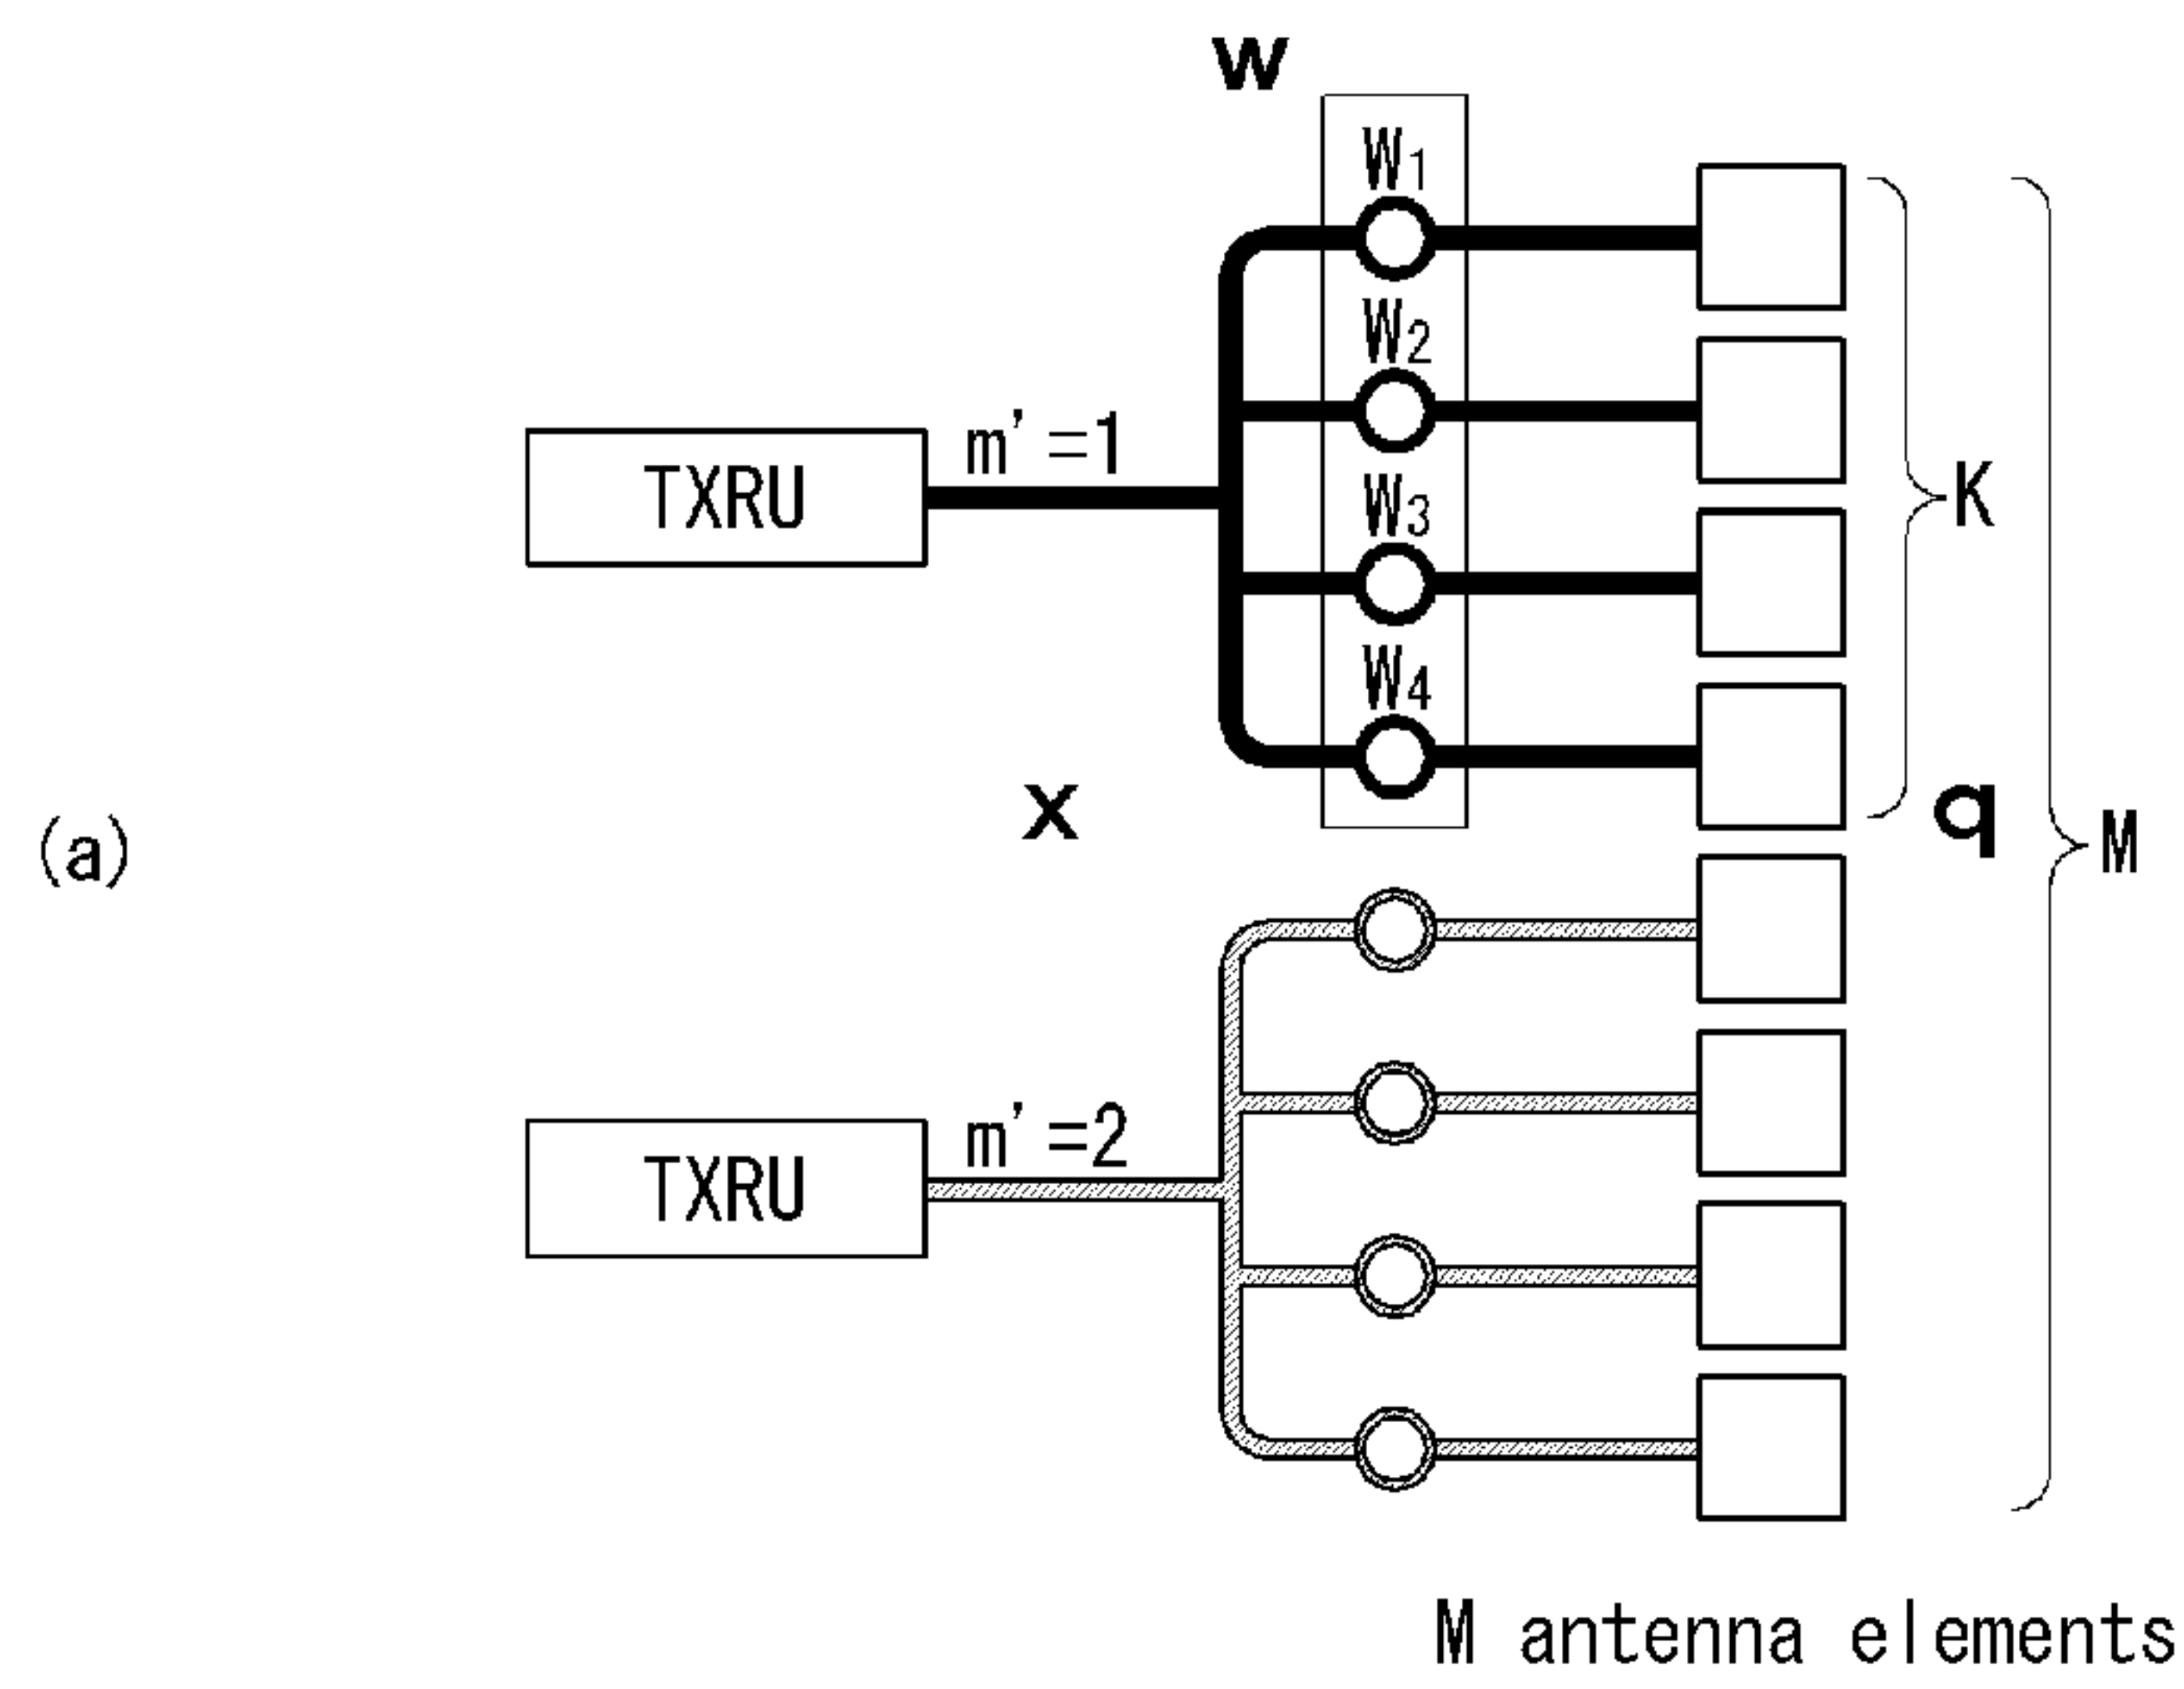 w
W1
W2
m'=1
TXRU
K
W3
W4
x
q
(a)
M
m'=2
TXRU
M antenna elements